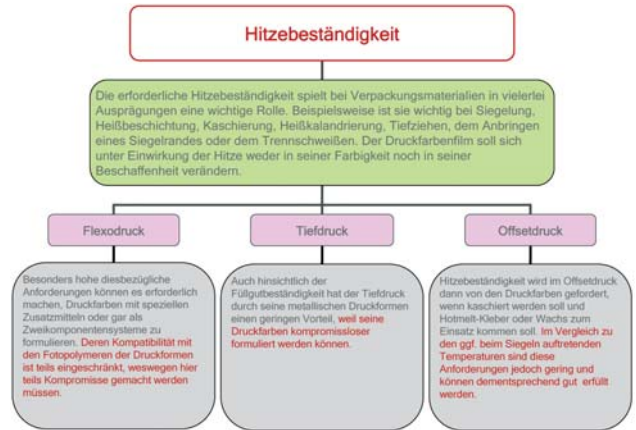 Hitzebeständigkeit
Die erforderliche Hitzebeständigkeit spielt bei Verpackungsmaterialien in vielerlei
Ausprägungen eine wichtige Rolle. Beispielsweise ist sie wichtig bei Siegelung,
Heißbeschichtung, Kaschierung, Heißkalandrierung, Tiefziehen, dem Anbringen
eines Siegelrandes oder dem Trennschweißen. Der Druckfarbenfilm soll sich
unter Einwirkung der Hitze weder in seiner Farbigkeit noch in seiner
Beschaffenheit verändern.
Flexodruck
Besonders hohe diesbezügliche
Anforderungen können es erforderlich
machen, Druckfarben mit speziellen
Zusatzmitteln oder gar als
Zweikomponentensysteme zu
formulieren. Deren Kompatibilität mit
den Fotopolymeren der Druckformen
ist teils eingeschränkt, weswegen hier
teils Kompromisse gemacht werden
müssen.
Tiefdruck
Auch hinsichtlich der
Füllgutbeständigkeit hat der Tiefdruck
durch seine metallischen Druckformen
einen geringen Vorteil, weil seine
Druckfarben kompromissloser
formuliert werden können.
Offsetdruck
Hitzebeständigkeit wird im Offsetdruck
dann von den Druckfarben gefordert,
wenn kaschiert werden soll und
Hotmelt-Kleber oder Wachs zum
Einsatz kommen soll. Im Vergleich zu
den ggf. beim Siegeln auftretenden
Temperaturen sind diese
Anforderungen jedoch gering und
können dementsprechend gut erfüllt
werden.